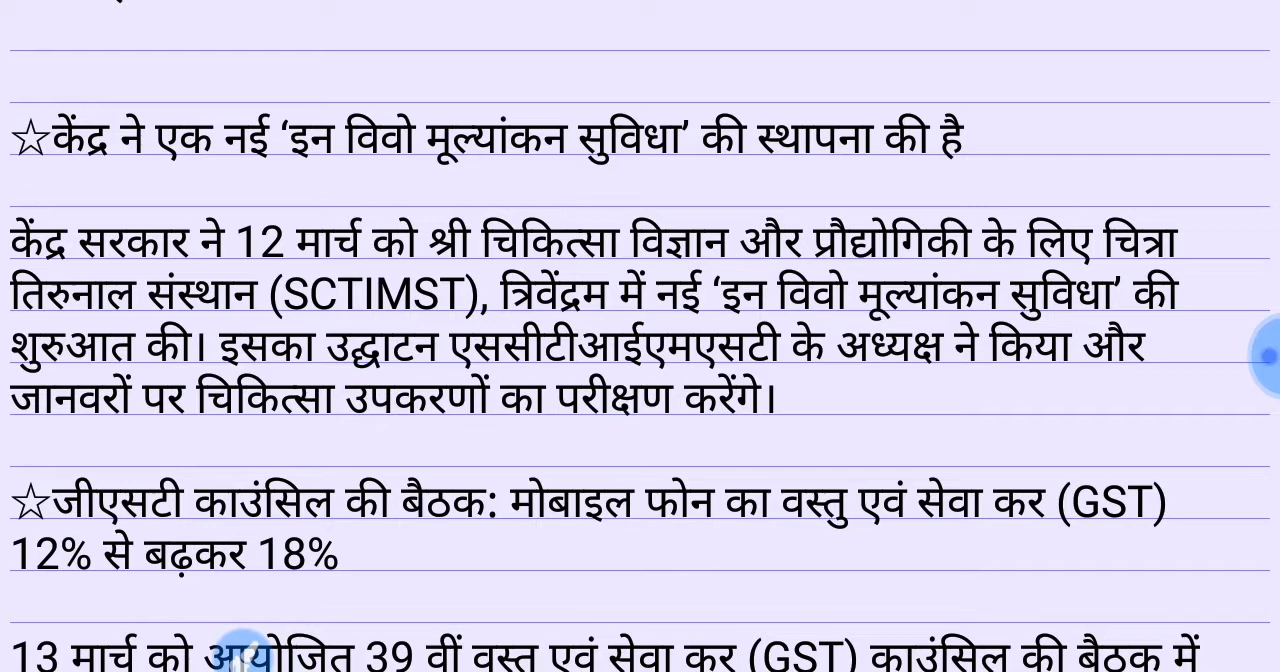 ☆केंद्र ने एक नई ‘इन विवो मूल्यांकन सुविधा’ की स्थापना की है
केंद्र सरकार ने 12 मार्च को श्री चिकित्सा विज्ञान और प्रौद्योगिकी के लिए चित्रा
तिरुनाल संस्थान (SCTIMST), त्रिवेंद्रम में नई ‘इन विवो मूल्यांकन सुविधा’ की
शुरुआत की। इसका उद्घाटन एससीटीआईएमएसटी के अध्यक्ष ने किया और
जानवरों पर चिकित्सा उपकरणों का परीक्षण करेंगे।
☆जीएसटी काउंसिल की बैठक: मोबाइल फोन का वस्तु एवं सेवा कर (GST)
12% से बढ़कर 18%
13 मार्च को आयोजित 39 वीं वस्तु एवं सेवा कर (GST) काउंसिल की बैठक में